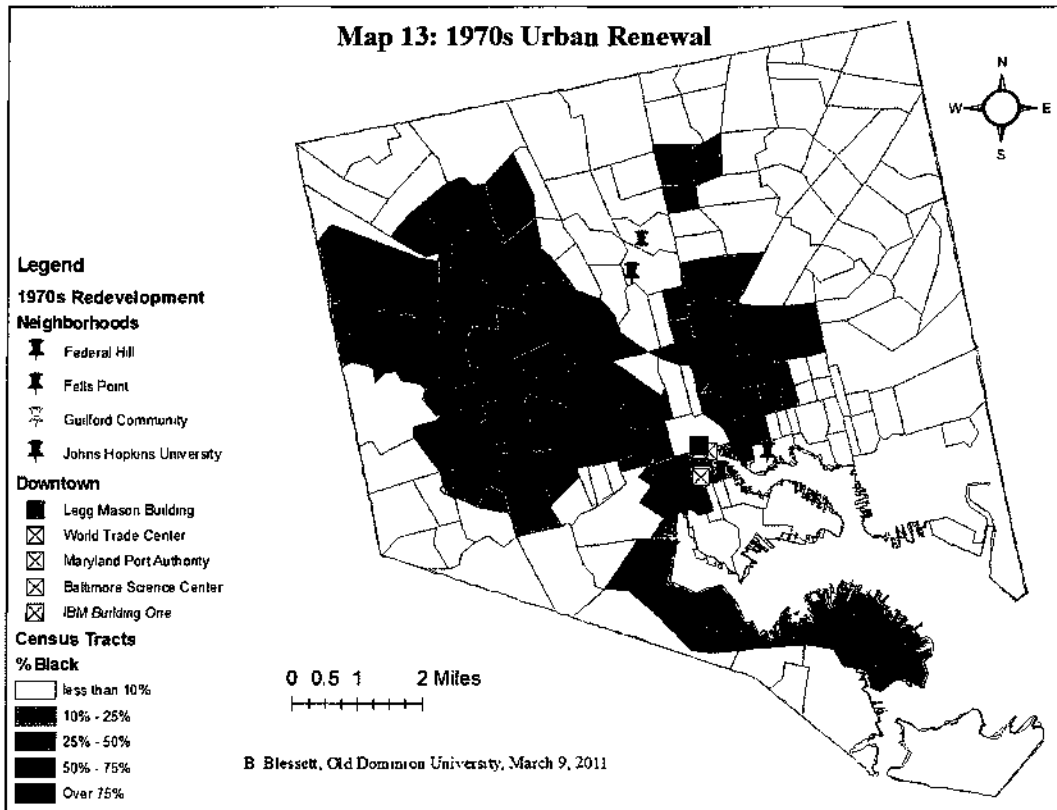 Map 13: 1970s Urban Renewal
N
W E
S
Legend
1970s Redevelopment
Neighborhoods
Federal Hill
Fells Point
Guilford Community
Johns Hopkins University
Downtown
Legg Mason Building
World Trade Center
Maryland Port Authority
Baltimore Science Center
IBM Building One
Census Tracts
% Black
less than 10%
10% - 25%
25% - 50%
50% - 75%
Over 75%
0 0.5 1 2 Miles
B Blessett, Old Dominion University, March 9, 2011